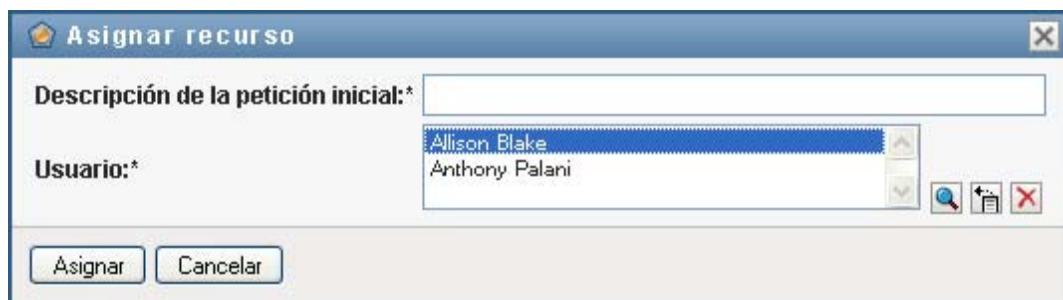 Asignar recurso
Descripción de la petición inicial:*
Usuario:*
Allison Blake
Anthony Palani
Asignar Cancelar